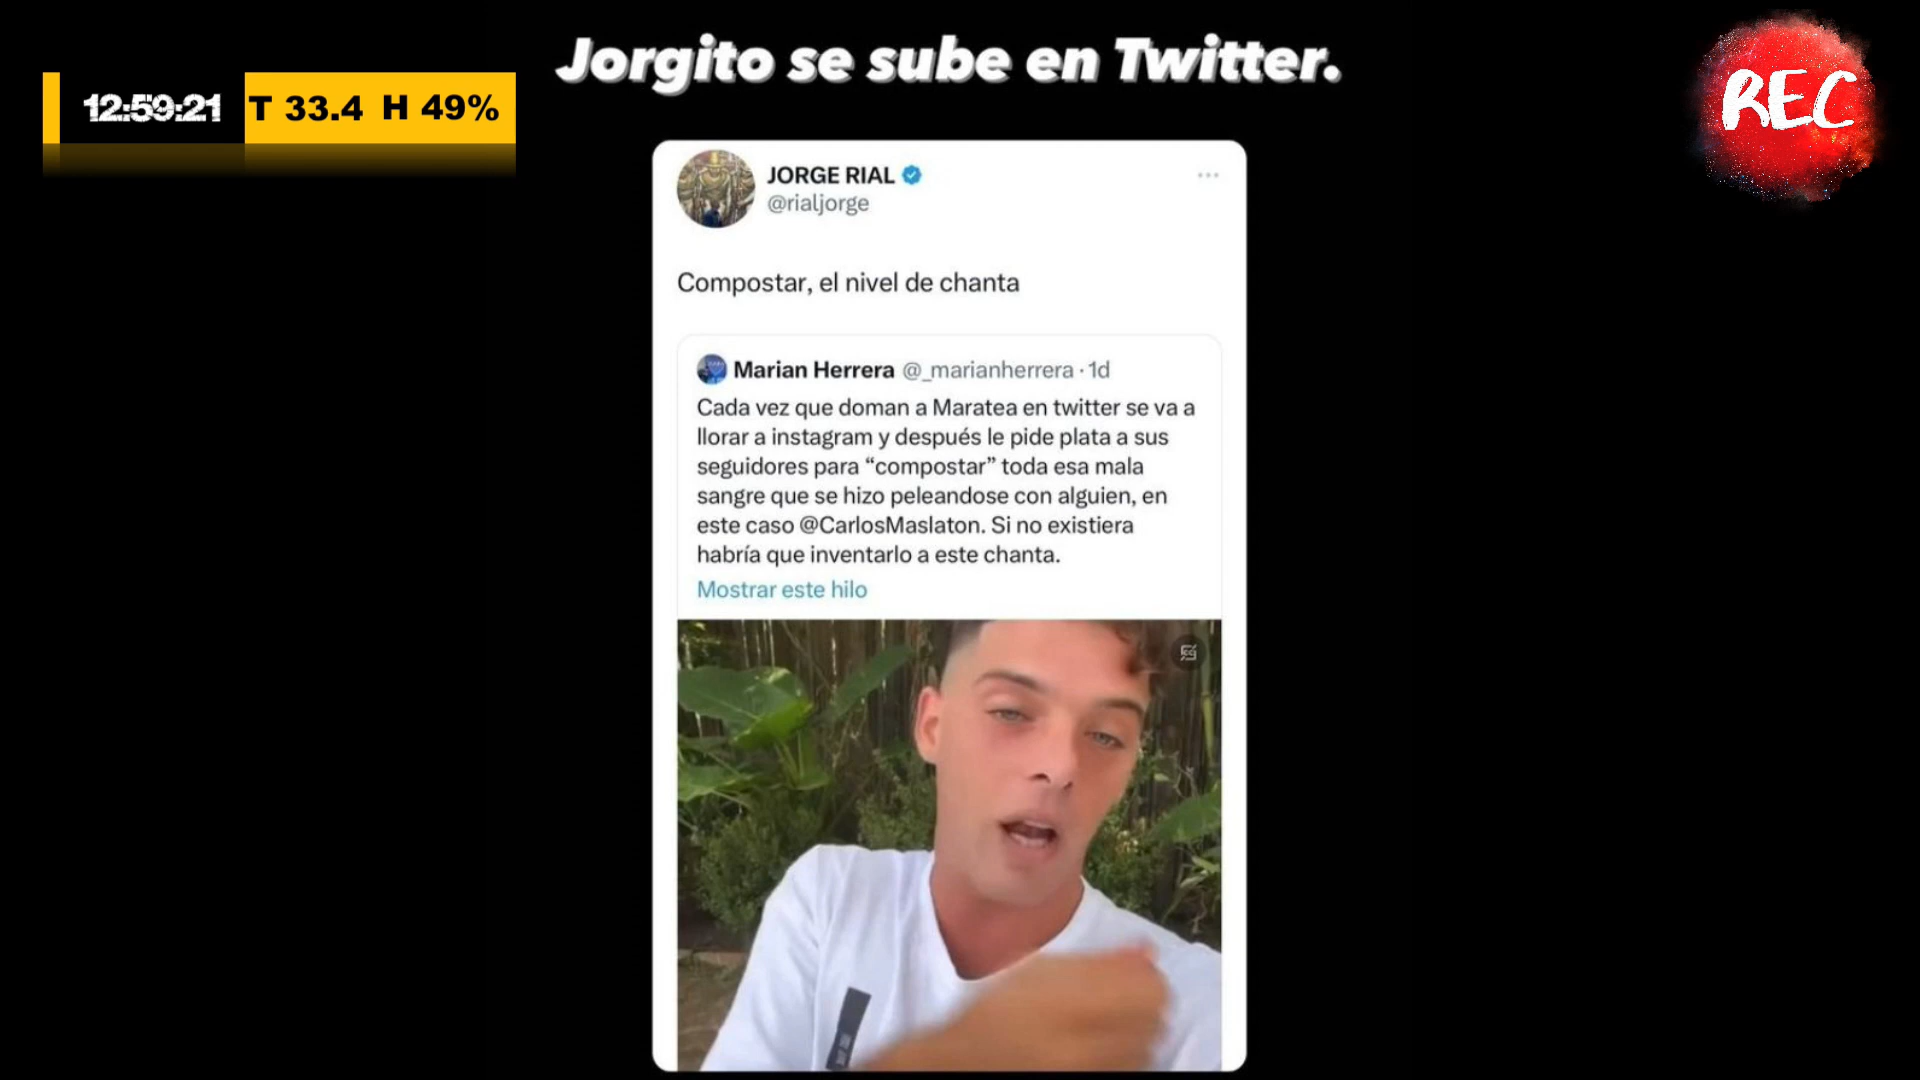 Jorgito se sube en Twitter.
12:59:21 T 33.4 H 49%
REC
JORGE RIAL
@rialjorge
Compostar, el nivel de chanta
Marian Herrera @_marianherrera · 1d
Cada vez que doman a Maratea en twitter se va a
llorar a instagram y después le pide plata a sus
seguidores para “compostar” toda esa mala
sangre que se hizo peleandose con alguien, en
este caso @CarlosMaslaton. Si no existiera
habría que inventarlo a este chanta.
Mostrar este hilo